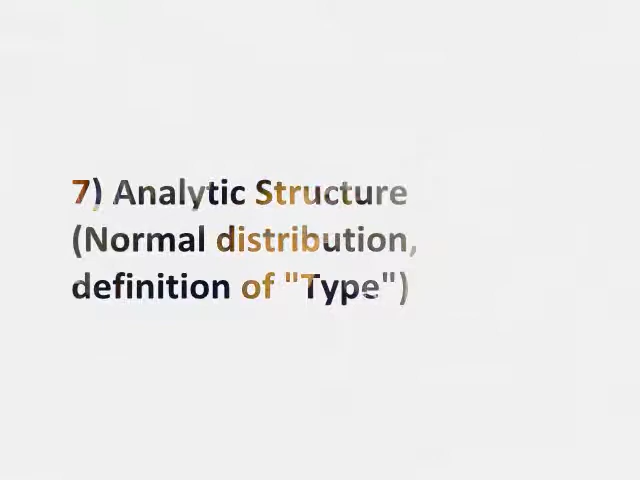 7) Analytic Structure
(Normal distribution,
definition of "Type")